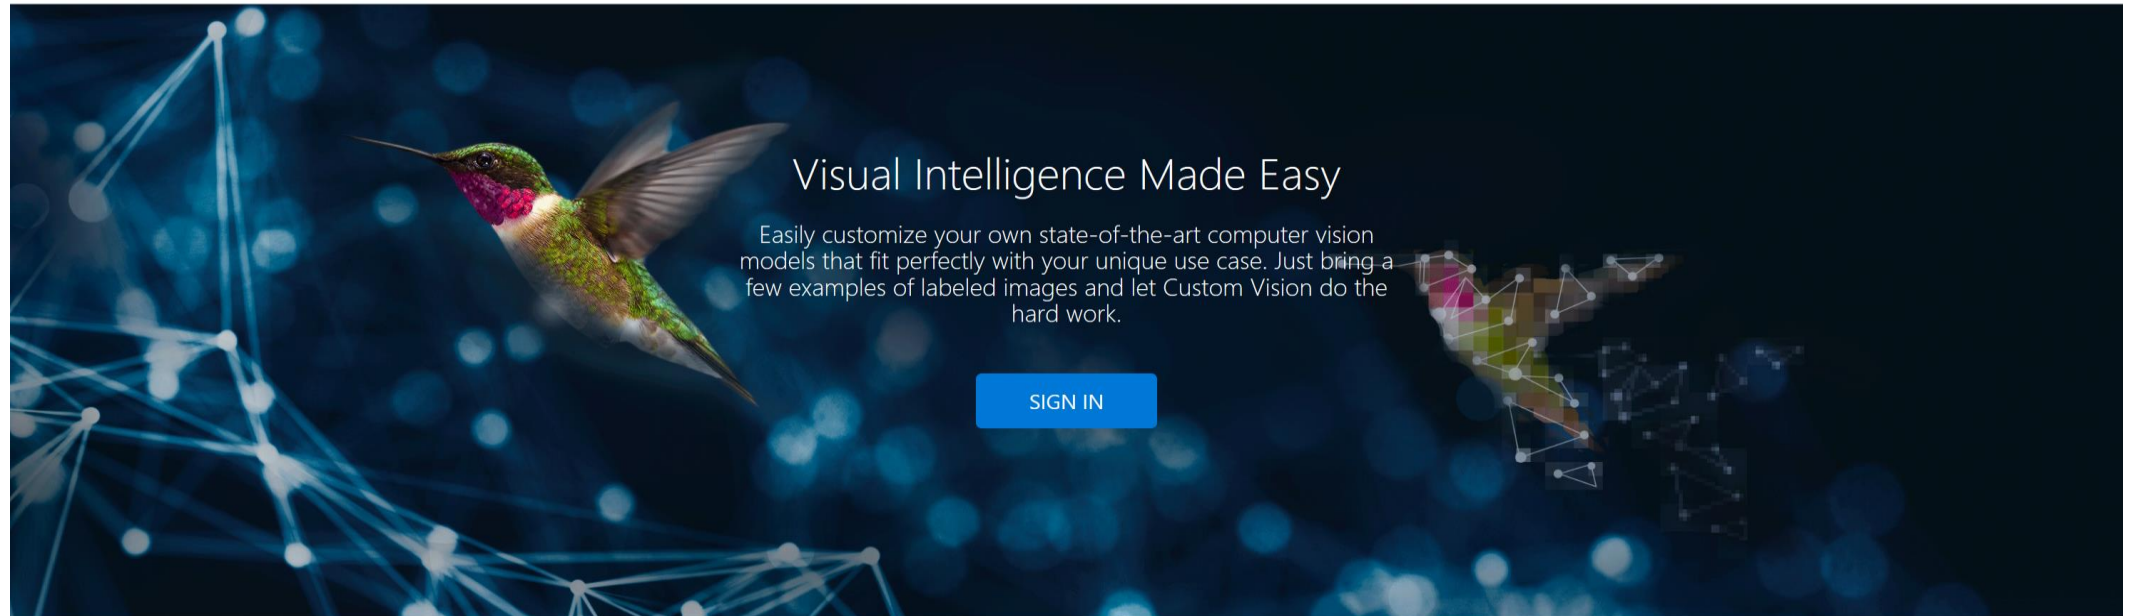 Visual Intelligence Made Easy
Easily customize your own state-of-the-art computer vision
models that fit perfectly with your unique use case. Just bring a
few examples of labeled images and let Custom Vision do the
hard work.
SIGN IN